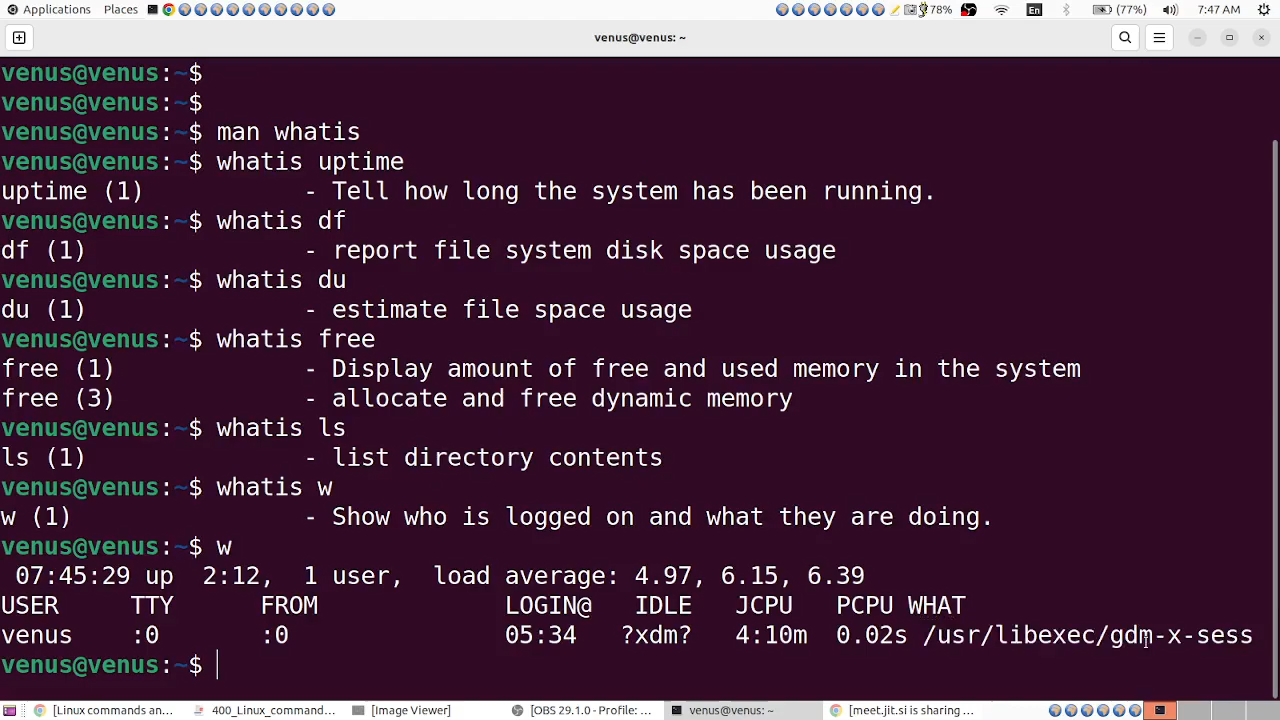 Applications Places 78% En (77%) 7:47 AM
venus@venus: ~
venus@venus:~$
venus@venus:~$
venus@venus:~$ man whatis
venus@venus:~$ whatis uptime
uptime (1)           - Tell how long the system has been running.
venus@venus:~$ whatis df
df (1)               - report file system disk space usage
venus@venus:~$ whatis du
du (1)               - estimate file space usage
venus@venus:~$ whatis free
free (1)             - Display amount of free and used memory in the system
free (3)             - allocate and free dynamic memory
venus@venus:~$ whatis ls
ls (1)               - list directory contents
venus@venus:~$ whatis w
w (1)                - Show who is logged on and what they are doing.
venus@venus:~$ w
 07:45:29 up  2:12,  1 user,  load average: 4.97, 6.15, 6.39
USER     TTY      FROM             LOGIN@   IDLE   JCPU   PCPU WHAT
venus    :0       :0               05:34   ?xdm?   4:10m  0.02s /usr/libexec/gdm-x-sess
venus@venus:~$
[Linux commands an... 400_Linux_command... [Image Viewer] [OBS 29.1.0 - Profile: ... venus@venus: ~ [meet.jit.si is sharing ...